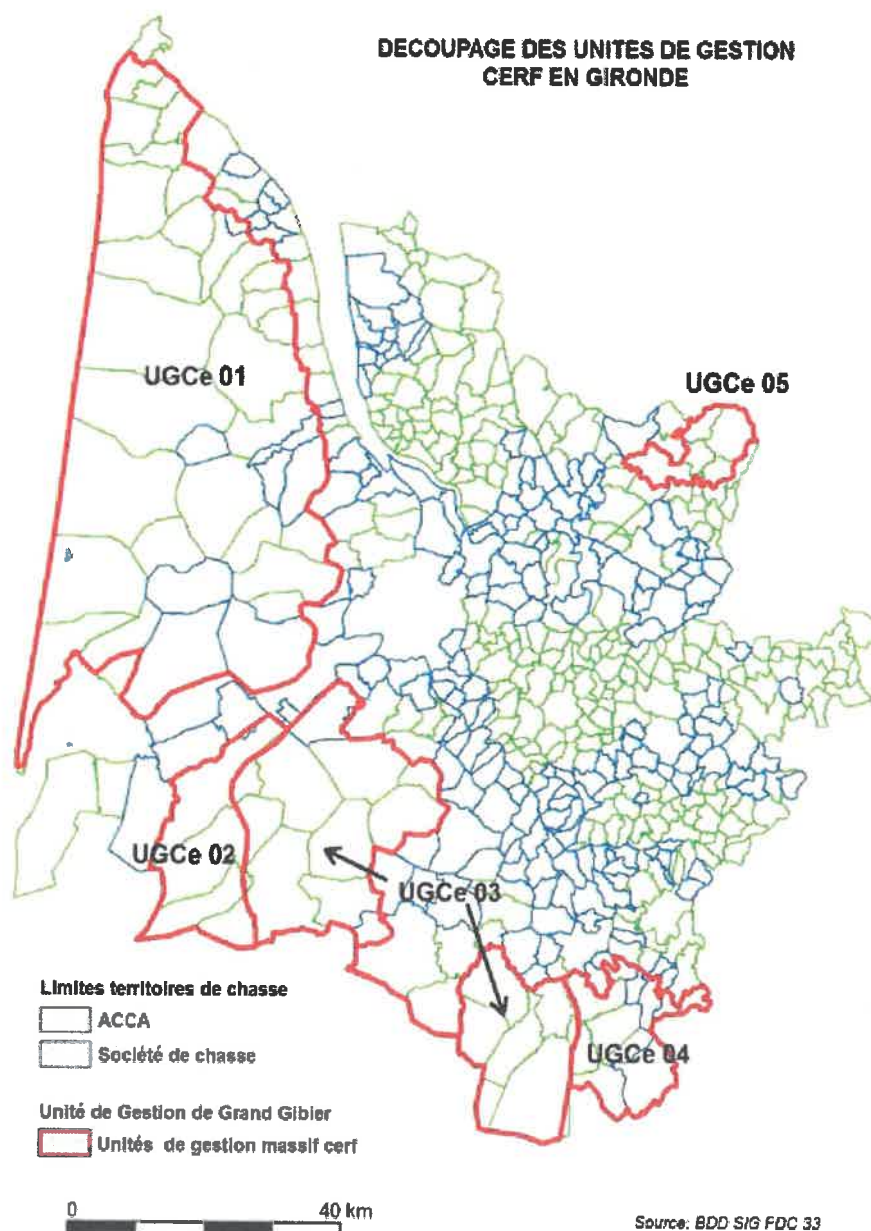 DECOUPAGE DES UNITES DE GESTION
CERF EN GIRONDE
UGCe 01
UGCe 05
UGCe 02
UGCe 03
UGCe 04
Limites territoires de chasse
ACCA
Société de chasse
Unité de Gestion de Grand Gibier
Unités de gestion massif cerf
0 40 km
Source: BDD SIG FDC 33